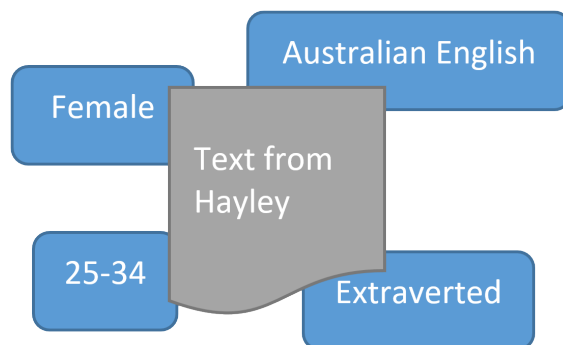 Australian English
Female
Text from
Hayley
25-34
Extraverted